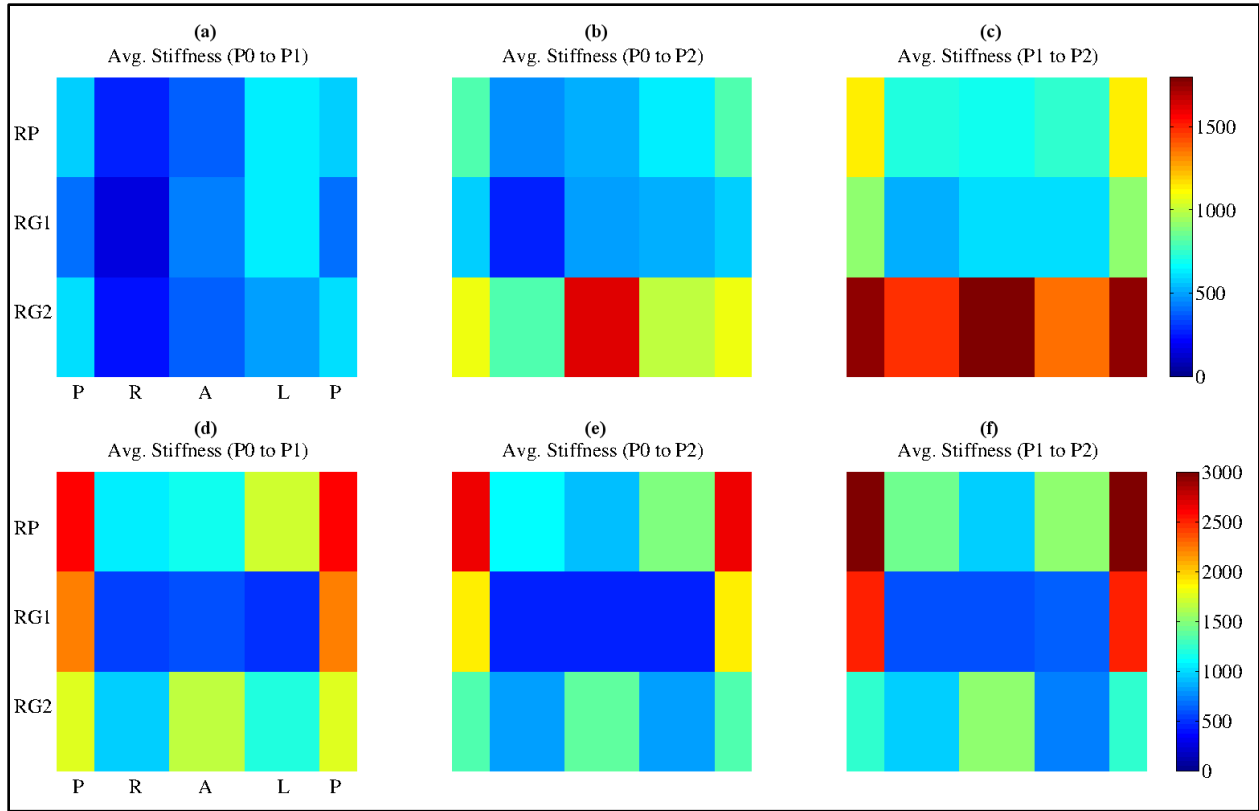 (a) (b) (c)
Avg. Stiffness (P0 to P1) Avg. Stiffness (P0 to P2) Avg. Stiffness (P1 to P2)
RP
RG1
RG2
P R A L P
1500
1000
500
0
(d) (e) (f)
Avg. Stiffness (P0 to P1) Avg. Stiffness (P0 to P2) Avg. Stiffness (P1 to P2)
RP
RG1
RG2
P R A L P
3000
2500
2000
1500
1000
500
0